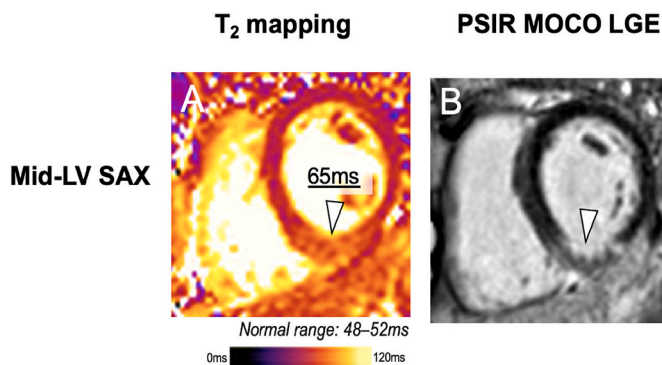 T₂ mapping
PSIR MOCO LGE
A
B
Mid-LV SAX
65ms
Normal range: 48–52ms
0ms
120ms